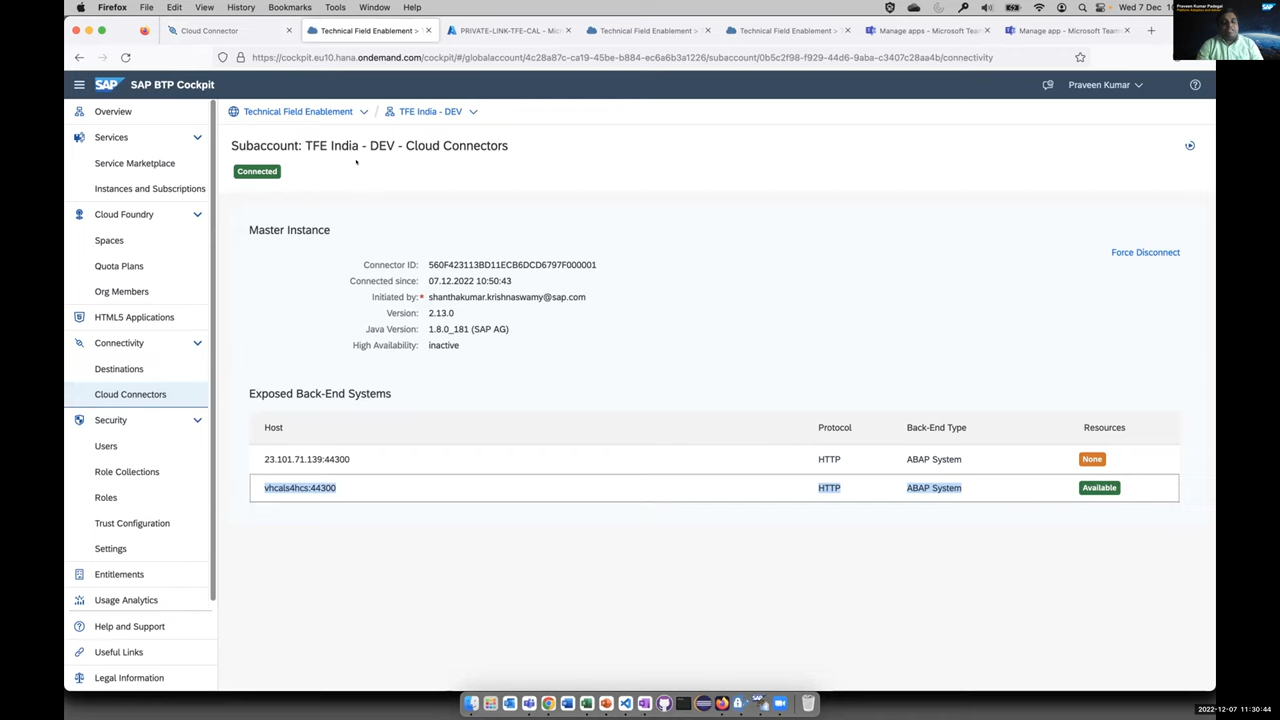 Firefox File Edit View History Bookmarks Tools Window Help
Wed 7 Dec
Praveen Kumar Padegal
Cloud Connector
Technical Field Enablement >
PRIVATE-LINK-TFE-CAL - Mic
Technical Field Enablement >
Technical Field Enablement >
Manage apps - Microsoft Team
Manage app - Microsoft Team
https://cockpit.eu10.hana.ondemand.com/cockpit/#/globalaccount/4c28a87c-ca19-45be-b884-ec6a6b3a1226/subaccount/0b5c2f98-f929-44d6-9aba-c3407c28aa4b/connectivity
SAP SAP BTP Cockpit
Praveen Kumar
Overview
Services
Service Marketplace
Instances and Subscriptions
Cloud Foundry
Spaces
Quota Plans
Org Members
HTML5 Applications
Connectivity
Destinations
Cloud Connectors
Security
Users
Role Collections
Roles
Trust Configuration
Settings
Entitlements
Usage Analytics
Help and Support
Useful Links
Legal Information
Technical Field Enablement / TFE India - DEV
Subaccount: TFE India - DEV - Cloud Connectors
Connected
Master Instance
Force Disconnect
Connector ID: 560F423113BD11ECB6DCD6797F000001
Connected since: 07.12.2022 10:50:43
Initiated by:* shanthakumar.krishnaswamy@sap.com
Version: 2.13.0
Java Version: 1.8.0_181 (SAP AG)
High Availability: inactive
Exposed Back-End Systems
Host Protocol Back-End Type Resources
23.101.71.139:44300 HTTP ABAP System None
vhcals4hcs:44300 HTTP ABAP System Available
2022-12-07 11:30:44